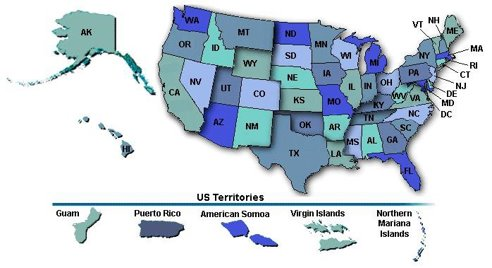 AK
HI
WA
OR
CA
NV
ID
MT
WY
UT
AZ
CO
NM
ND
SD
NE
KS
OK
TX
MN
IA
MO
AR
LA
WI
IL
MI
IN
OH
KY
TN
MS
AL
GA
FL
SC
NC
VA
WV
PA
NY
VT
NH
ME
MA
RI
CT
NJ
DE
MD
DC
US Territories
Guam
Puerto Rico
American Somoa
Virgin Islands
Northern
Mariana
Islands